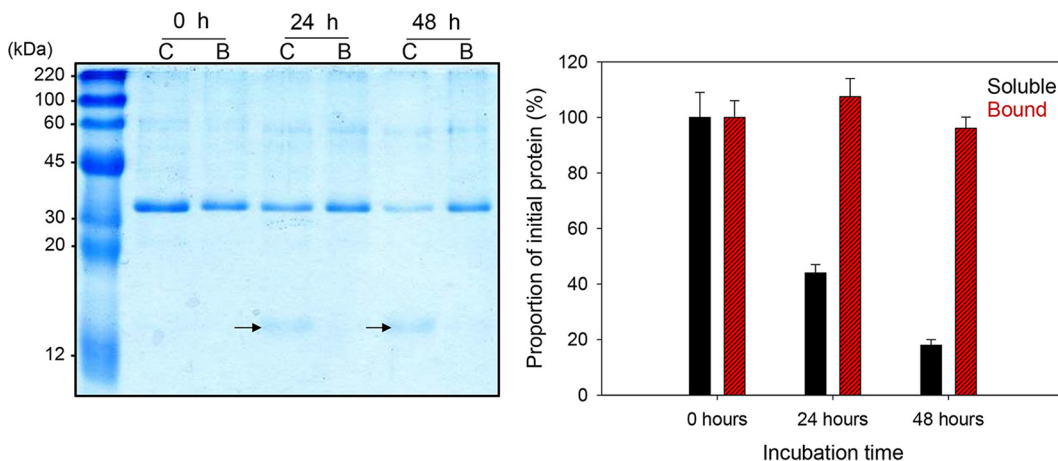 0 h 24 h 48 h
(kDa) C B C B C B
220
100
60
45
30
20
12
120
100
80
60
40
20
0
Proportion of initial protein (%)
Soluble
Bound
0 hours 24 hours 48 hours
Incubation time